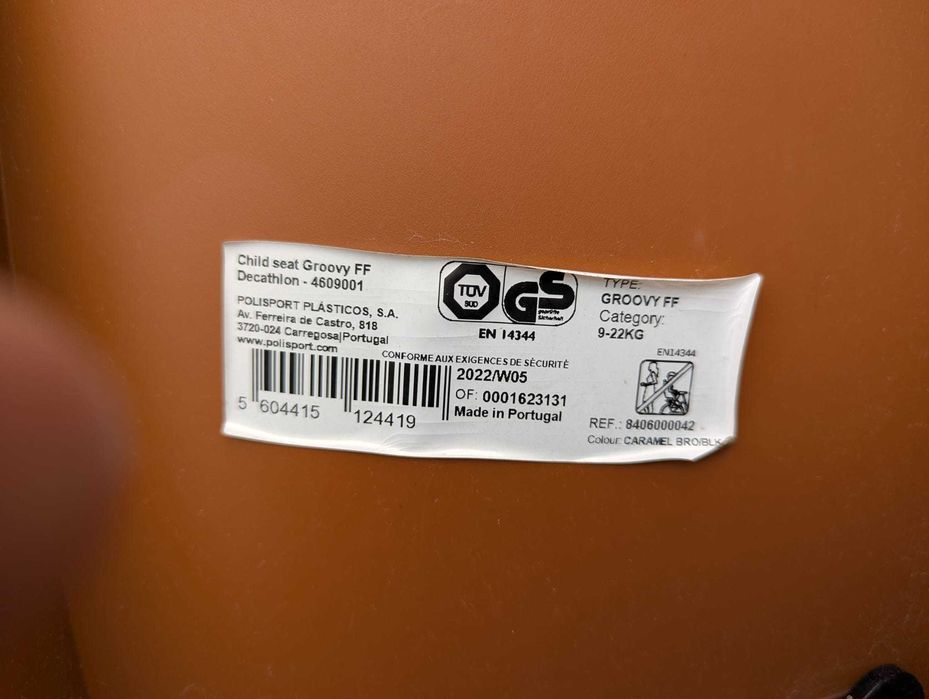 Child seat Groovy FF
Decathlon - 4609001
POLISPORT PLÁSTICOS, S.A.
Av. Ferreira de Castro, 818
3720-024 Carregosa|Portugal
www.polisport.com
CONFORME AUX EXIGENCES DE SÉCURITÉ
5 604415 124419
TÜV
SÜD
GS
geprüfte
Sicherheit
EN 14344
2022/W05
OF: 0001623131
Made in Portugal
TYPE:
GROOVY FF
Category:
9-22KG
EN14344
REF.: 8406000042
Colour: CARAMEL BRO/BLK